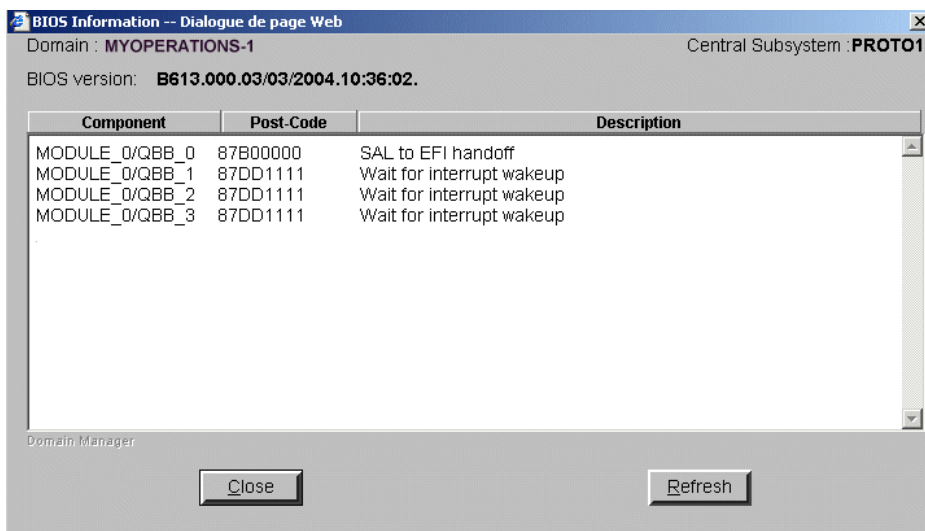 BIOS Information -- Dialogue de page Web
Domain : MYOPERATIONS-1 Central Subsystem :PROTO1
BIOS version: B613.000.03/03/2004.10:36:02.
Component Post-Code Description
MODULE_0/QBB_0 87B00000 SAL to EFI handoff
MODULE_0/QBB_1 87DD1111 Wait for interrupt wakeup
MODULE_0/QBB_2 87DD1111 Wait for interrupt wakeup
MODULE_0/QBB_3 87DD1111 Wait for interrupt wakeup
Domain Manager
Close Refresh